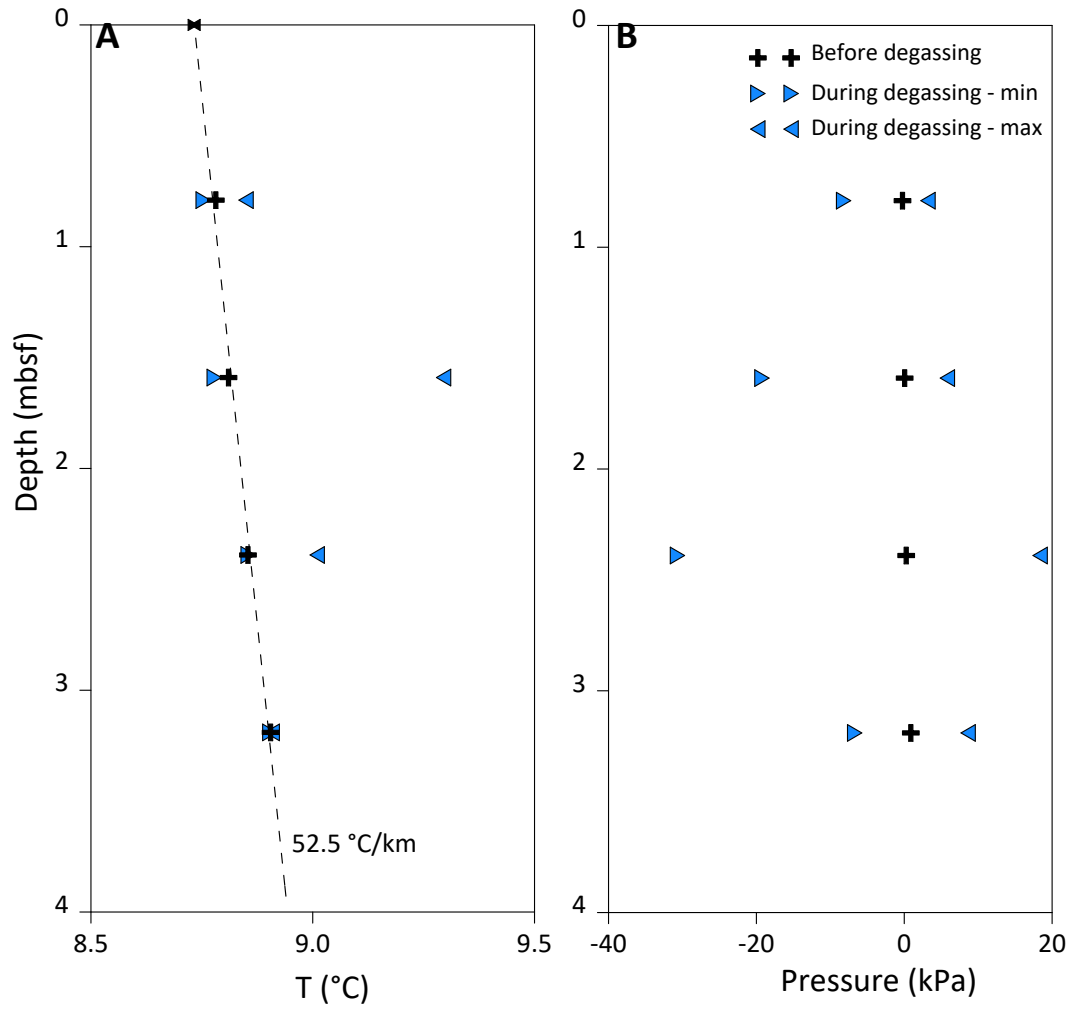 A
0
1
2
3
4
Depth (mbsf)
52.5 °C/km
8.5
9.0
9.5
T (°C)
B
Before degassing
During degassing - min
During degassing - max
0
1
2
3
4
-40
-20
0
20
Pressure (kPa)